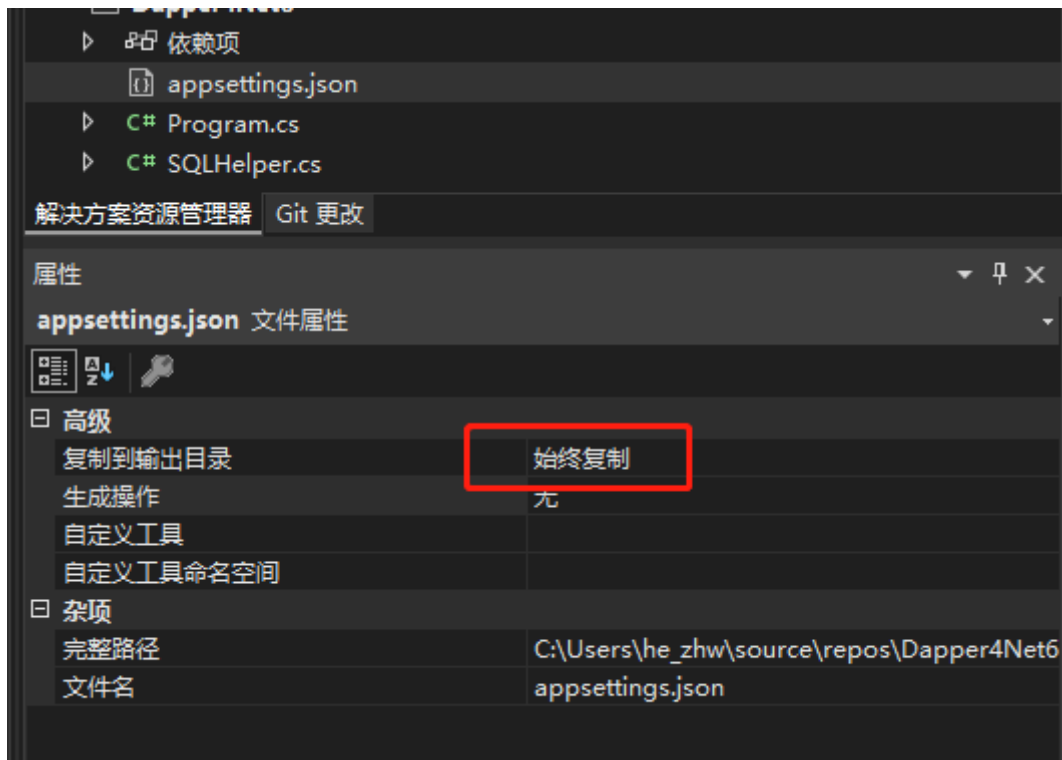 Dapper4Net6
依赖项
appsettings.json
C# Program.cs
C# SQLHelper.cs
解决方案资源管理器 Git 更改
属性
appsettings.json 文件属性
高级
复制到输出目录 始终复制
生成操作 无
自定义工具
自定义工具命名空间
杂项
完整路径 C:\Users\he_zhw\source\repos\Dapper4Net6
文件名 appsettings.json